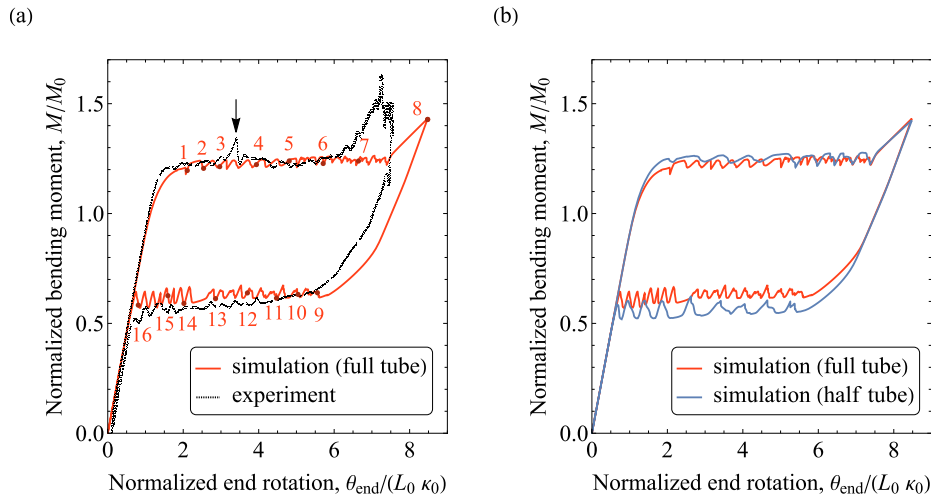 (a)
(b)
Normalized bending moment, M/M0
1.5
1.0
0.5
0.0
1 2 3 4 5 6 7 8
16 15 14 13 12 11 10 9
simulation (full tube)
experiment
0 2 4 6 8
Normalized end rotation, θend/(L0 κ0)
Normalized bending moment, M/M0
1.5
1.0
0.5
0.0
simulation (full tube)
simulation (half tube)
0 2 4 6 8
Normalized end rotation, θend/(L0 κ0)